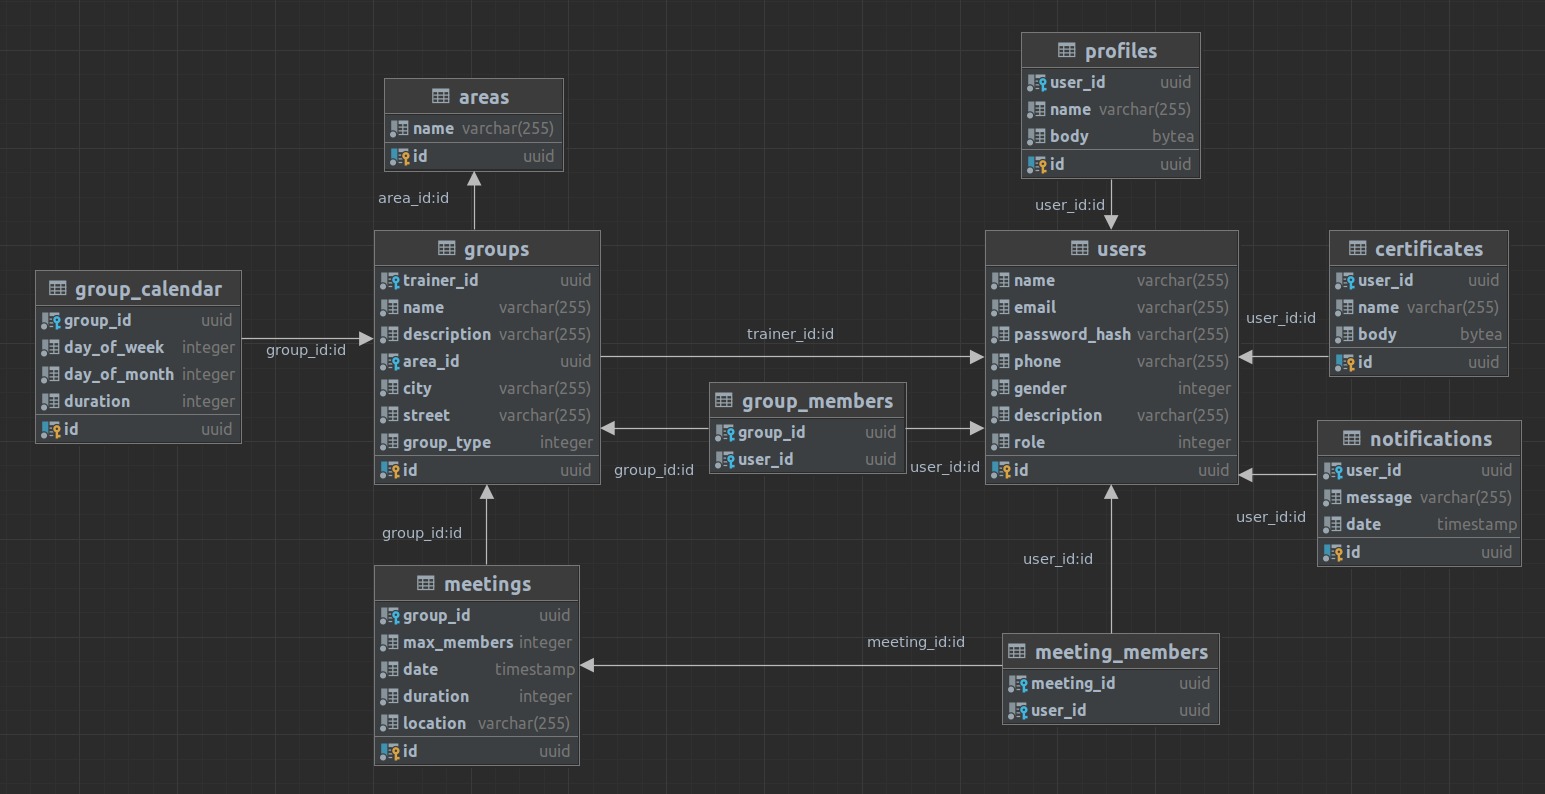 profiles
user_id uuid
name varchar(255)
body bytea
id uuid
user_id:id
areas
name varchar(255)
id uuid
area_id:id
groups
trainer_id uuid
name varchar(255)
description varchar(255)
area_id uuid
city varchar(255)
street varchar(255)
group_type integer
id uuid
group_calendar
group_id uuid
day_of_week integer
day_of_month integer
duration integer
id uuid
group_id:id
trainer_id:id
users
name varchar(255)
email varchar(255)
password_hash varchar(255)
phone varchar(255)
gender integer
description varchar(255)
role integer
id uuid
certificates
user_id uuid
name varchar(255)
body bytea
id uuid
user_id:id
group_members
group_id uuid
user_id uuid
group_id:id
user_id:id
notifications
user_id uuid
message varchar(255)
date timestamp
id uuid
user_id:id
group_id:id
user_id:id
meetings
group_id uuid
max_members integer
date timestamp
duration integer
location varchar(255)
id uuid
meeting_id:id
meeting_members
meeting_id uuid
user_id uuid